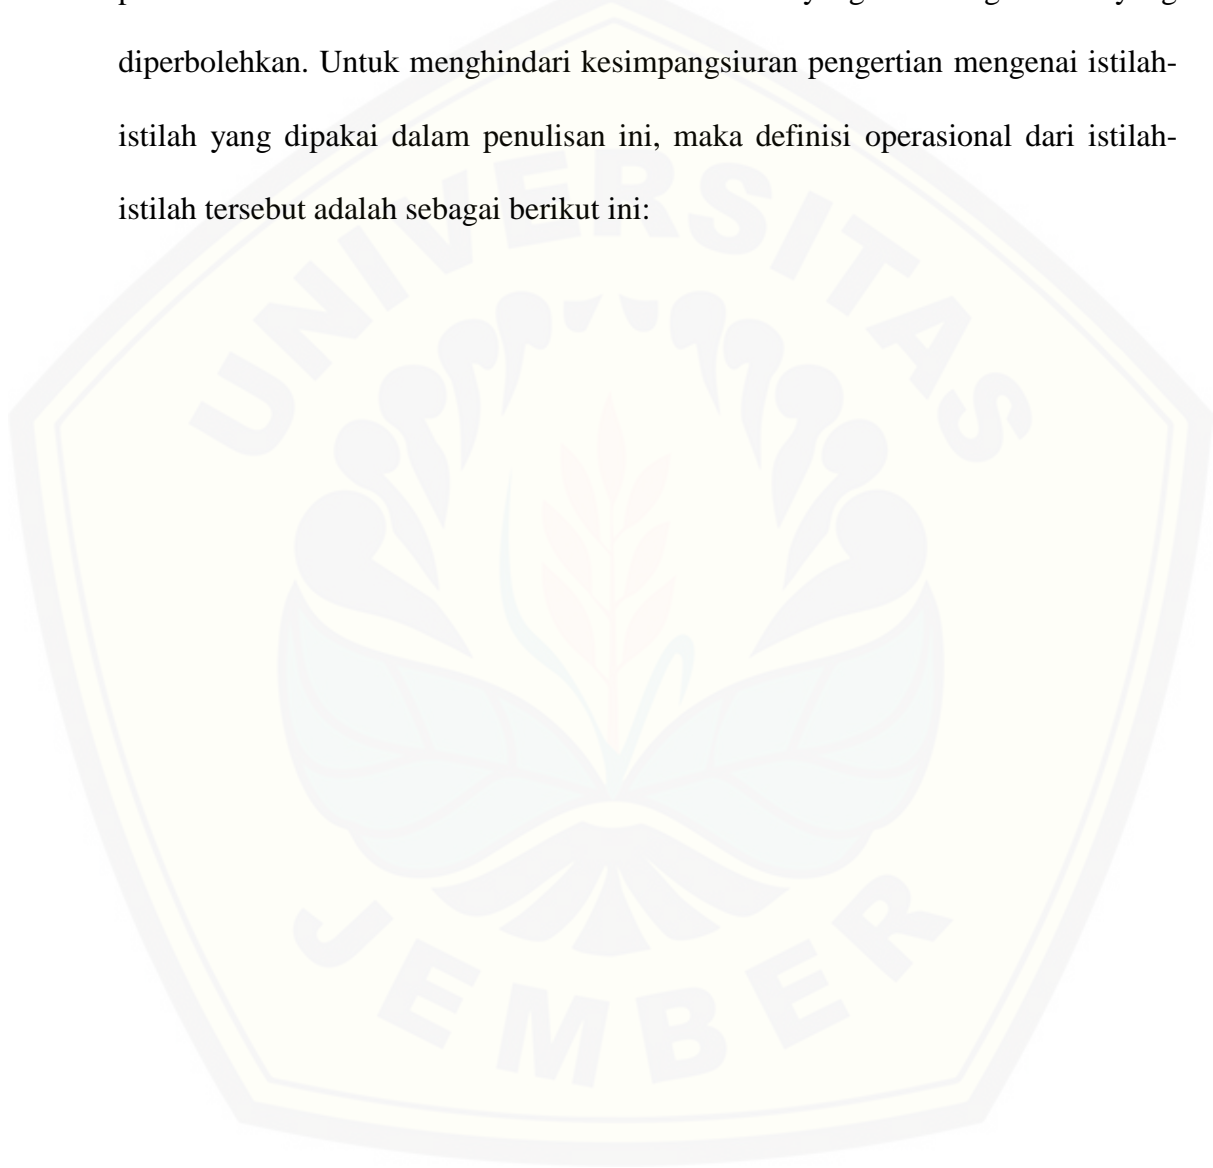 diperbolehkan. Untuk menghindari kesimpangsiuran pengertian mengenai istilah-
istilah yang dipakai dalam penulisan ini, maka definisi operasional dari istilah-
istilah tersebut adalah sebagai berikut ini:
UNIVERSITAS
JEMBER